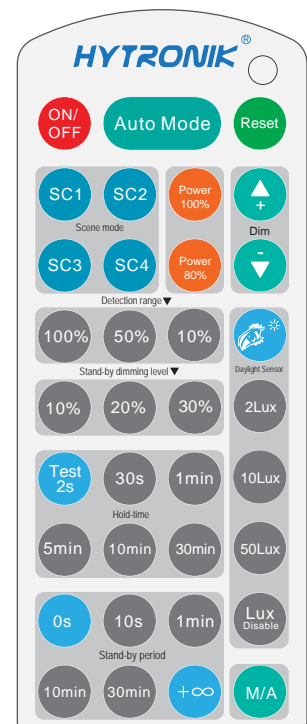 HYTRONIK®
ON/
OFF
Auto Mode
Reset
SC1
SC2
Power
100%
+
Scene mode
Dim
SC3
SC4
Power
80%
-
Detection range▼
100%
50%
10%
Stand-by dimming level▼
Daylight Sensor
10%
20%
30%
2Lux
Test
2s
30s
1min
10Lux
Hold-time
5min
10min
30min
50Lux
0s
10s
1min
Lux
Disable
Stand-by period
10min
30min
+∞
M/A